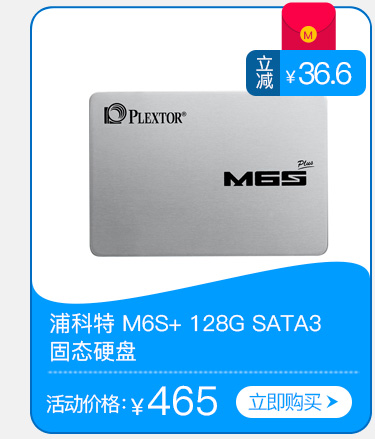 M
立减 ¥36.6
PLEXTOR®
M6S Plus
浦科特 M6S+ 128G SATA3
固态硬盘
活动价格:¥465 立即购买